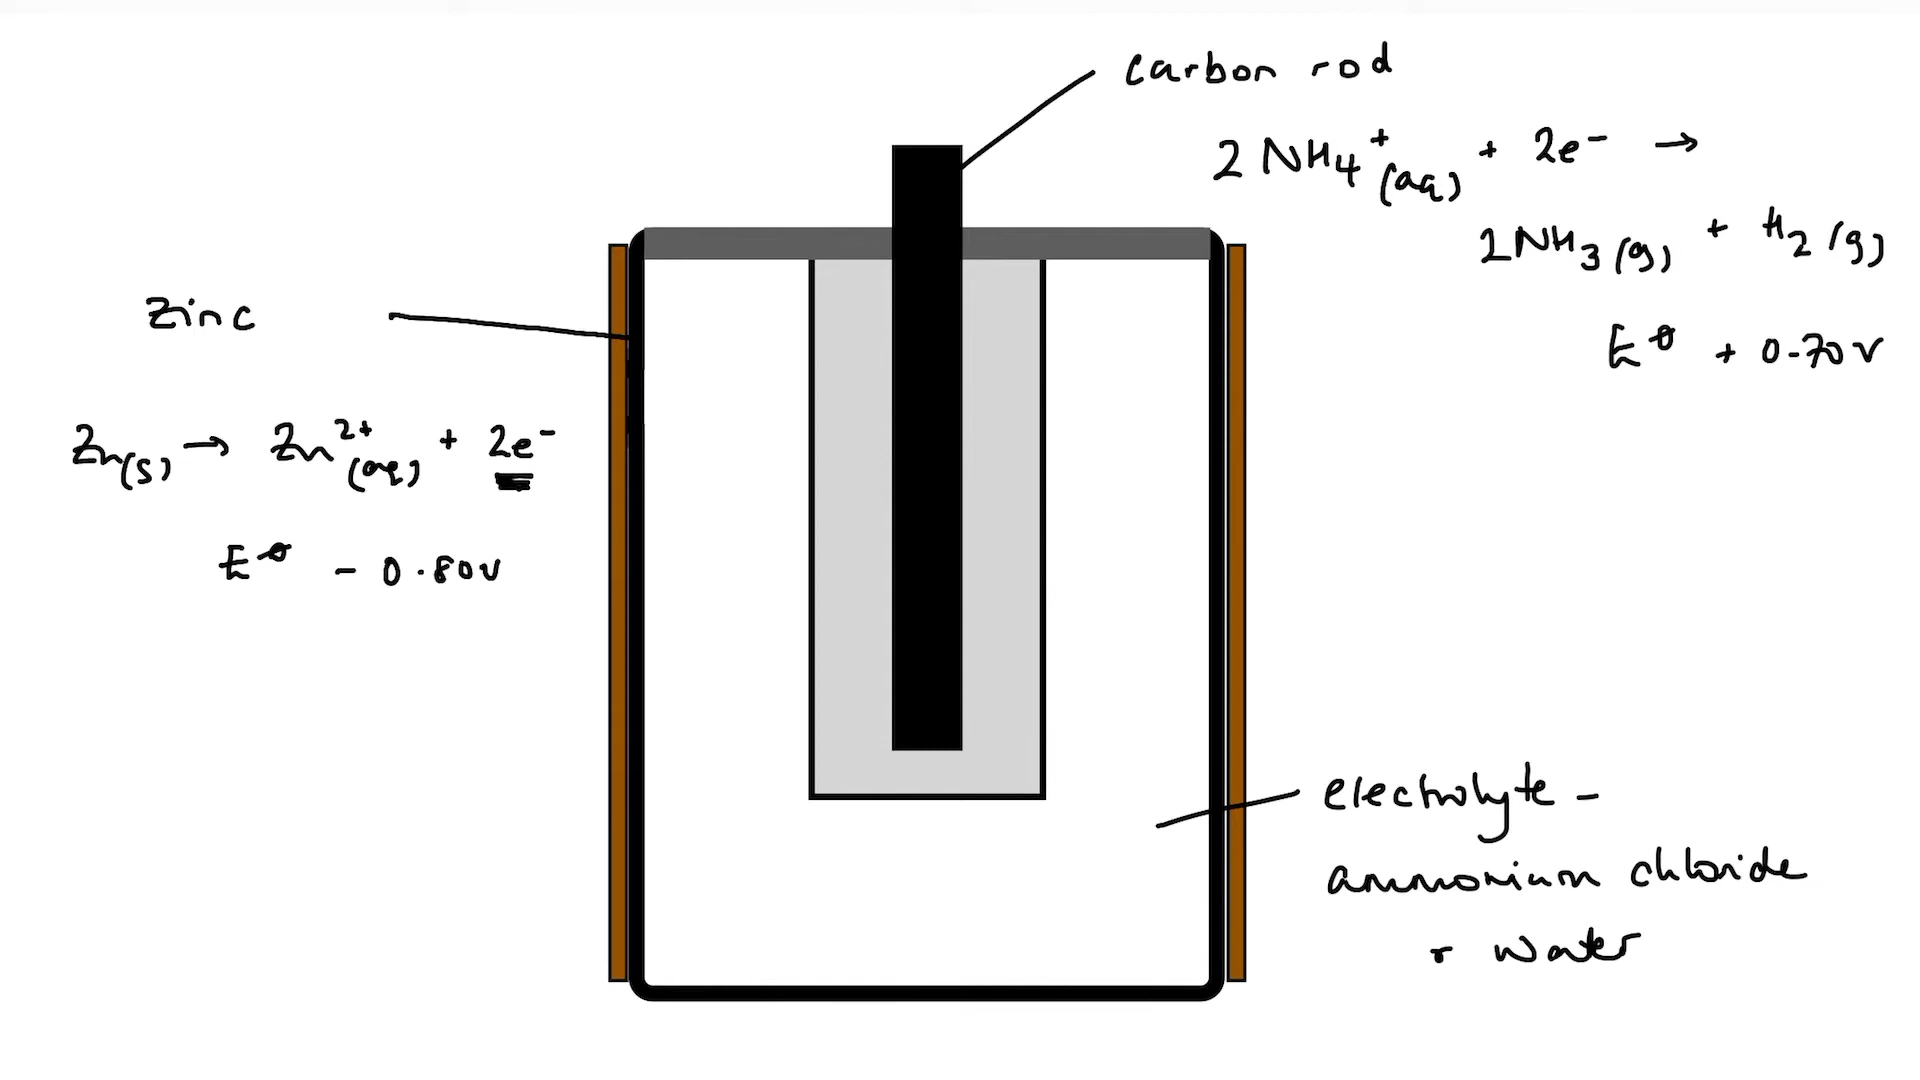 carbon rod
2 NH₄⁺(aq) + 2e⁻ →
2NH₃(g) + H₂(g)
E⦵ + 0.70V
Zinc
Zn(s) → Zn²⁺(aq) + 2e⁻
E⦵ - 0.80V
electrolyte -
ammonium chloride
+ water